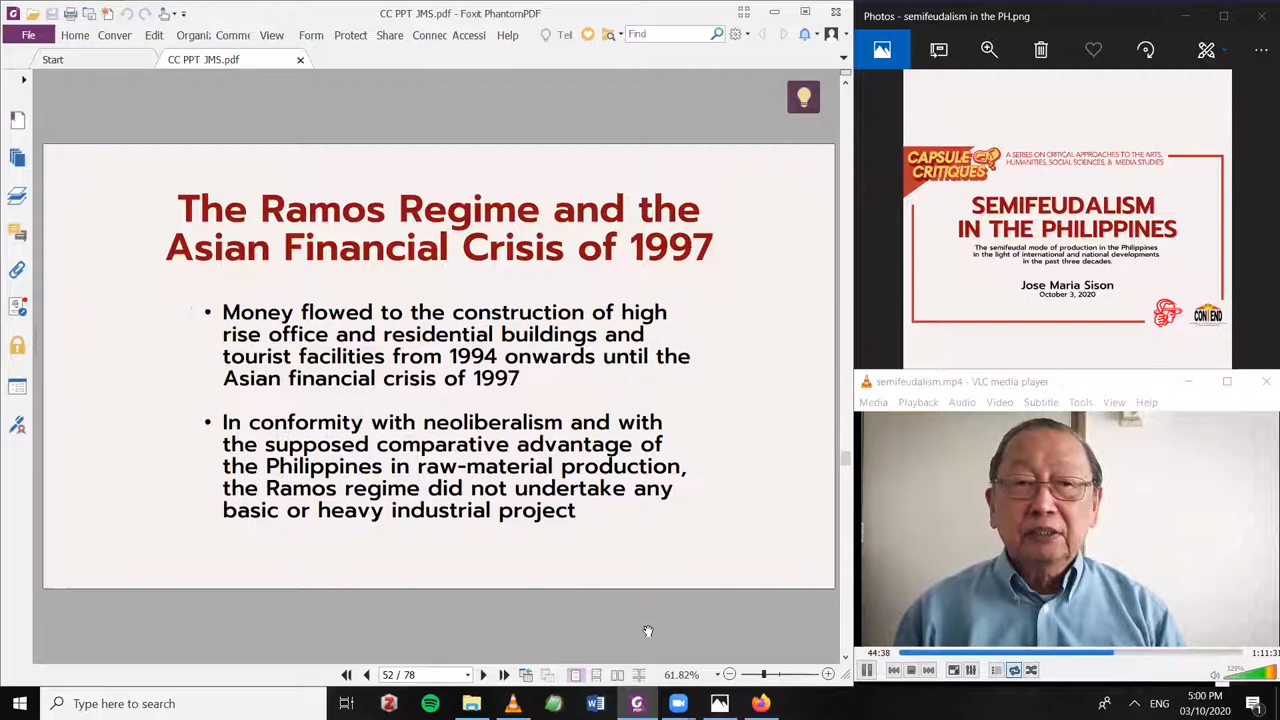 CC PPT JMS.pdf - Foxit PhantomPDF
File Home Conver Edit Organi Comme View Form Protect Share Connec Accessi Help Tell Find
Start CC PPT JMS.pdf
The Ramos Regime and the
Asian Financial Crisis of 1997
• Money flowed to the construction of high
rise office and residential buildings and
tourist facilities from 1994 onwards until the
Asian financial crisis of 1997
• In conformity with neoliberalism and with
the supposed comparative advantage of
the Philippines in raw-material production,
the Ramos regime did not undertake any
basic or heavy industrial project
52 / 78 61.82%
Photos - semifeudalism in the PH.png
CAPSULE
CRITIQUES
A SERIES ON CRITICAL APPROACHES TO THE ARTS,
HUMANITIES, SOCIAL SCIENCES, & MEDIA STUDIES
SEMIFEUDALISM
IN THE PHILIPPINES
The semifeudal mode of production in the Philippines
in the light of international and national developments
in the past three decades.
Jose Maria Sison
October 3, 2020
CONTEND
semifeudalism.mp4 - VLC media player
Media Playback Audio Video Subtitle Tools View Help
44:38 1:11:31
125%
Type here to search
ENG
5:00 PM
03/10/2020